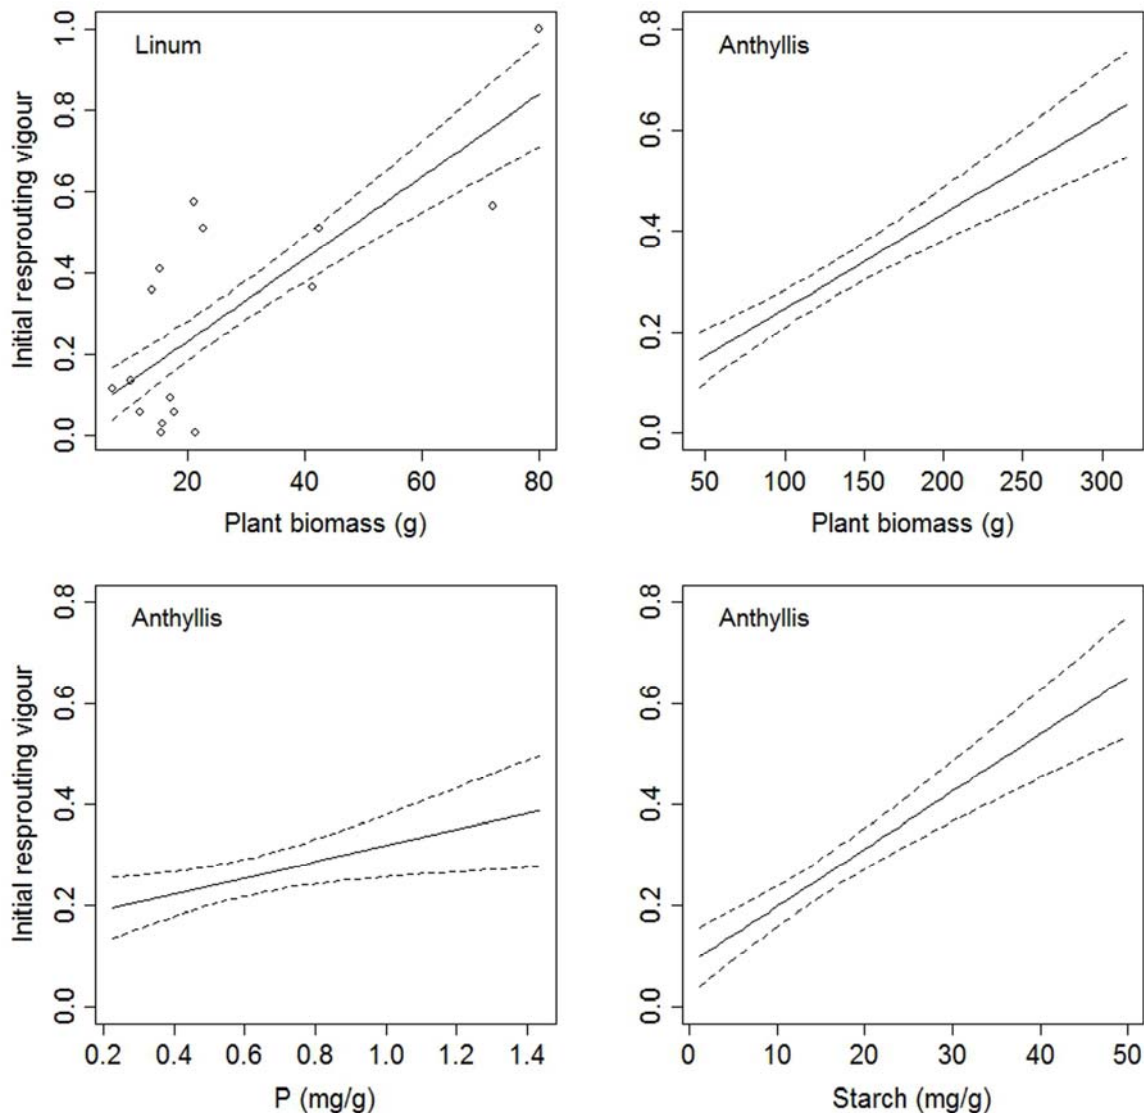 Linum
Initial resprouting vigour
0.0 0.2 0.4 0.6 0.8 1.0
20 40 60 80
Plant biomass (g)
Anthyllis
0.0 0.2 0.4 0.6 0.8
50 100 150 200 250 300
Plant biomass (g)
Anthyllis
Initial resprouting vigour
0.0 0.2 0.4 0.6 0.8
0.2 0.4 0.6 0.8 1.0 1.2 1.4
P (mg/g)
Anthyllis
0.0 0.2 0.4 0.6 0.8
0 10 20 30 40 50
Starch (mg/g)